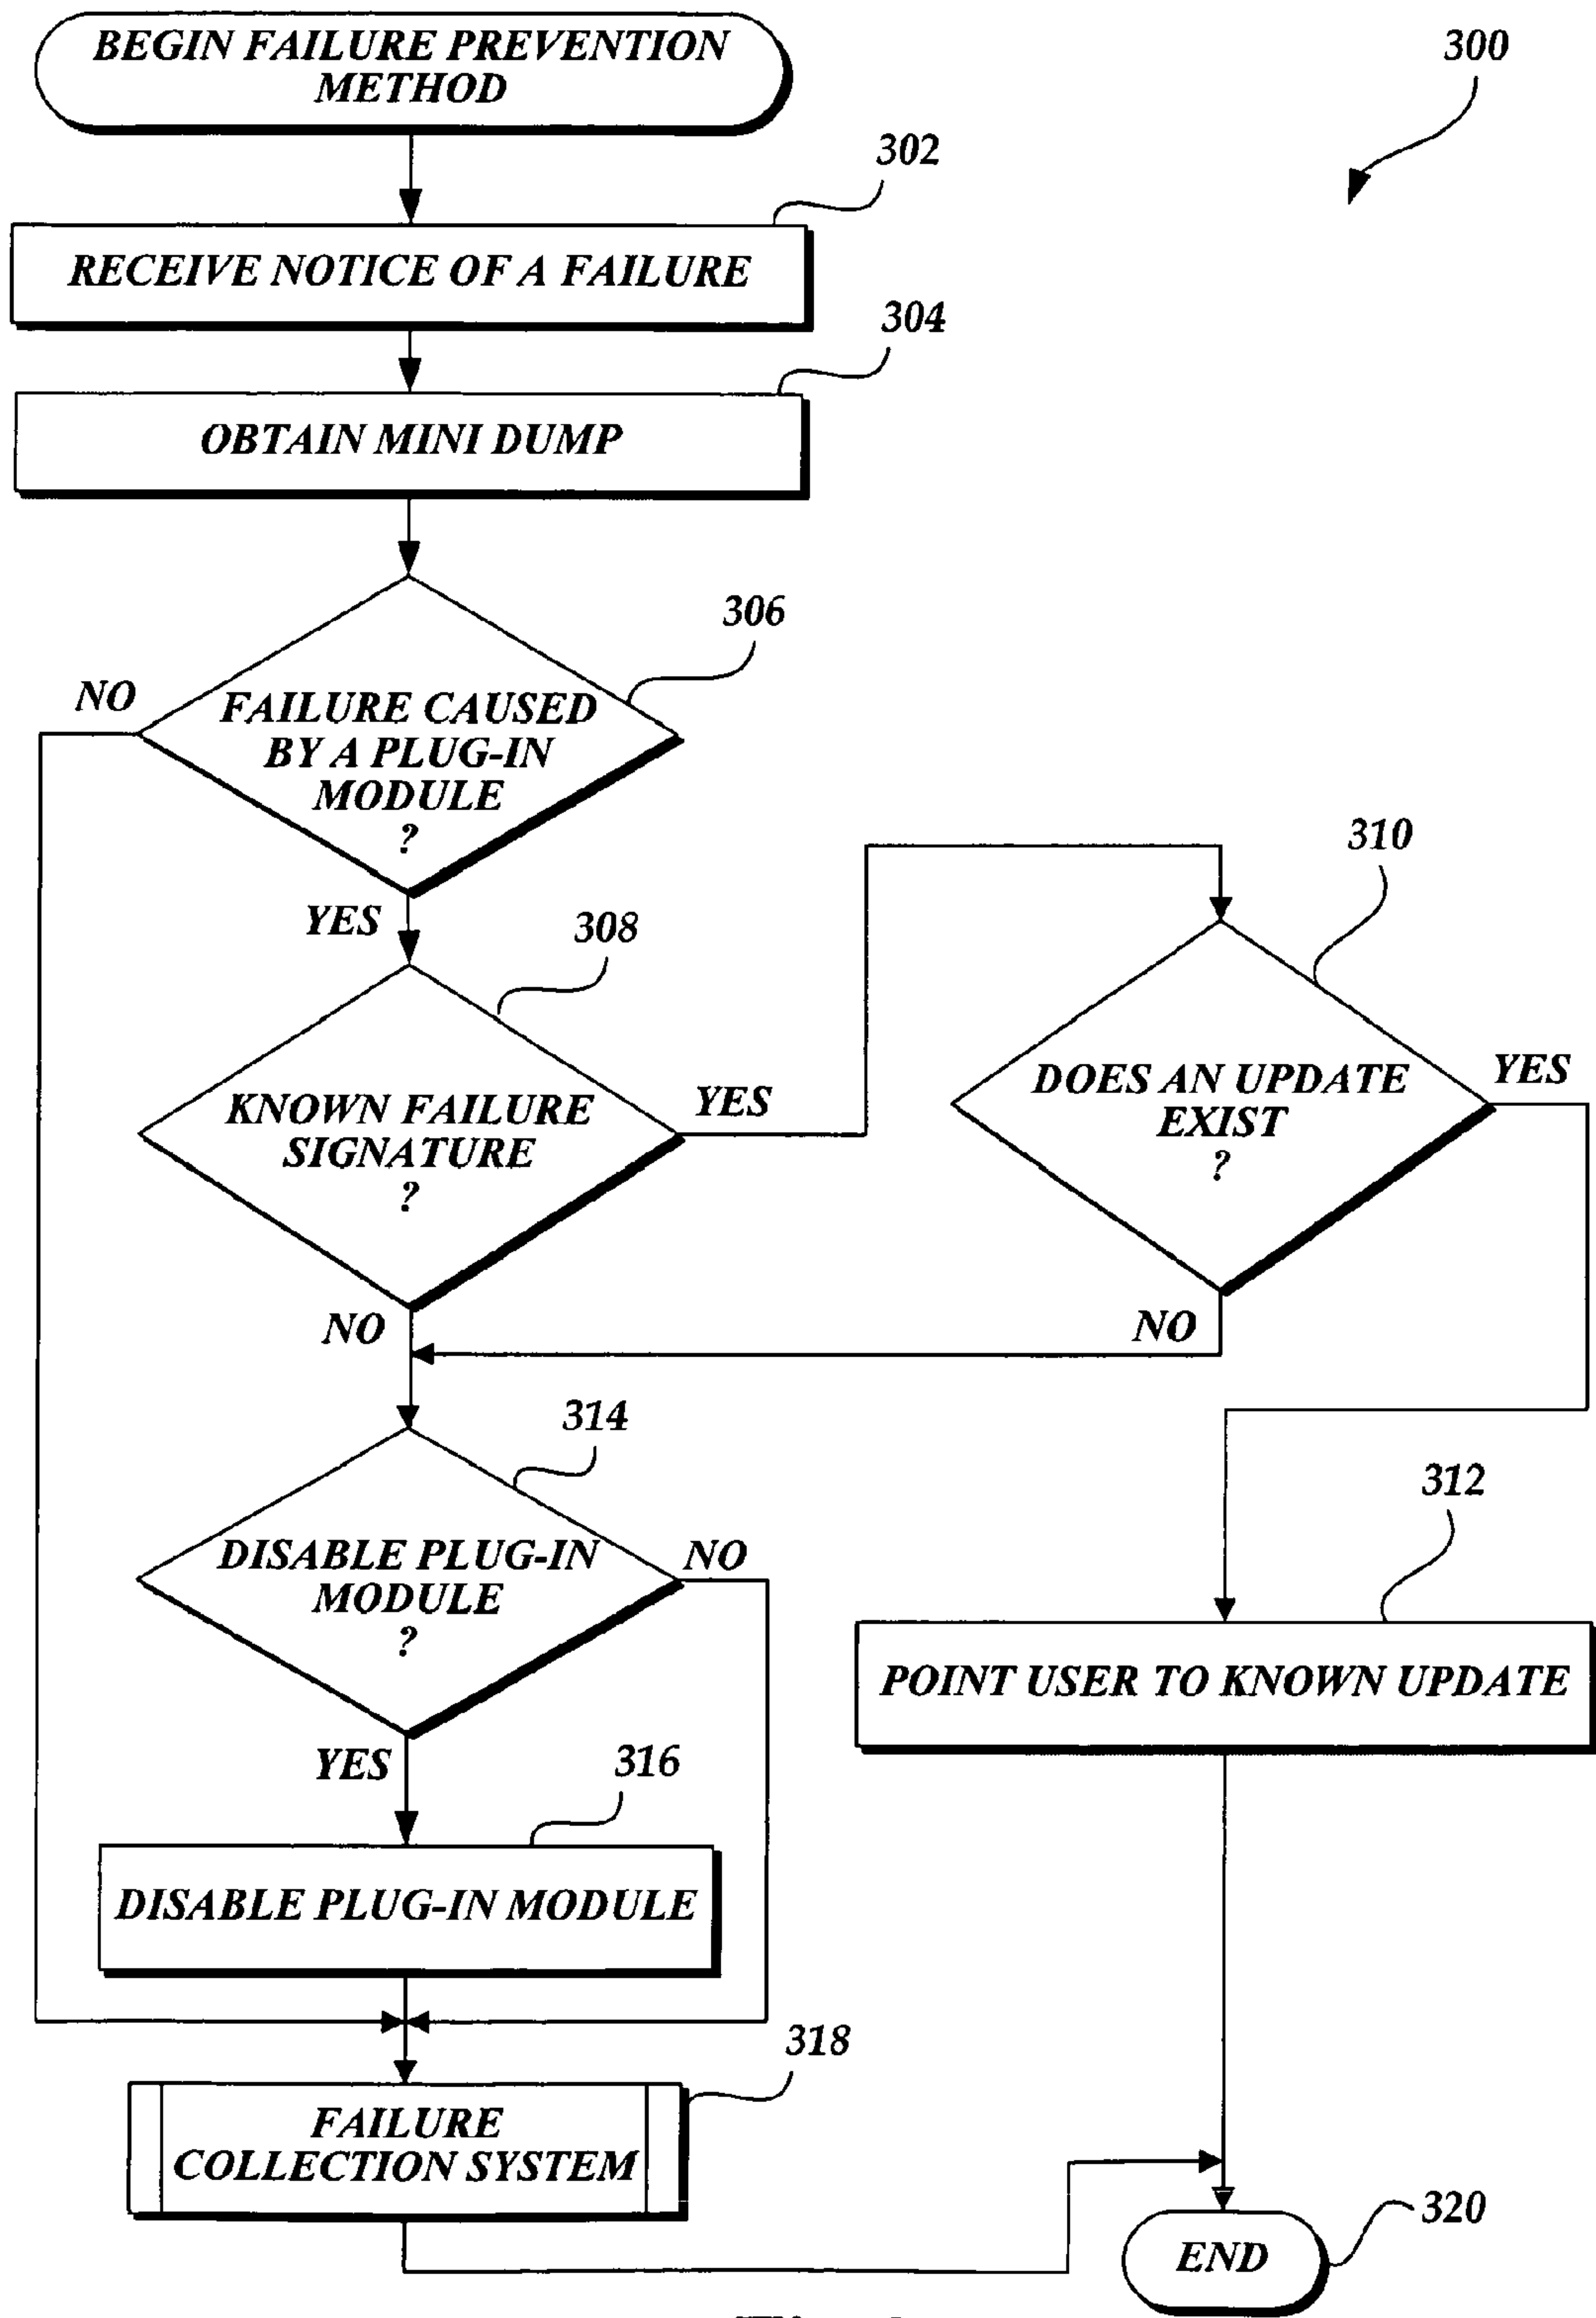 BEGIN FAILURE PREVENTION
METHOD
300
302
RECEIVE NOTICE OF A FAILURE
304
OBTAIN MINI DUMP
306
NO
FAILURE CAUSED
BY A PLUG-IN
MODULE
?
YES
308
310
KNOWN FAILURE
SIGNATURE
?
YES
DOES AN UPDATE
EXIST
?
YES
NO
NO
314
DISABLE PLUG-IN
MODULE
?
NO
312
POINT USER TO KNOWN UPDATE
YES
316
DISABLE PLUG-IN MODULE
318
FAILURE
COLLECTION SYSTEM
320
END